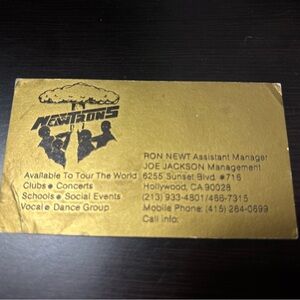 NEWTRONS
Available To Tour The World
Clubs • Concerts
Schools • Social Events
Vocal • Dance Group
RON NEWT Assistant Manager
JOE JACKSON Management
6255 Sunset Blvd. #716
Hollywood, CA 90028
(213) 933-4801/466-7315
Mobile Phone: (415) 264-0699
Call info: